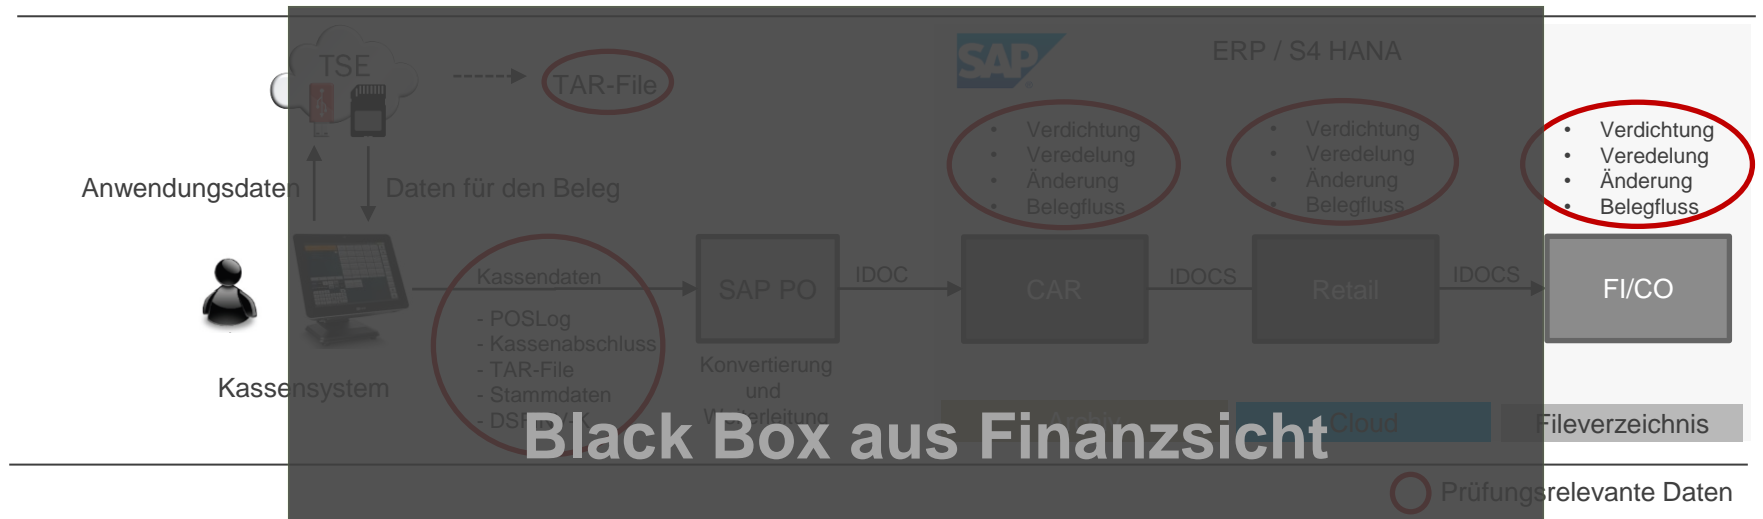 TSE
TAR-File
SAP
ERP / S4 HANA
• Verdichtung
• Veredelung
• Änderung
• Belegfluss
• Verdichtung
• Veredelung
• Änderung
• Belegfluss
• Verdichtung
• Veredelung
• Änderung
• Belegfluss
Anwendungsdaten
Daten für den Beleg
Kassendaten
- POSLog
- Kassenabschluss
- TAR-File
- Stammdaten
SAP PO
IDOC
CAR
IDOCS
Retail
IDOCS
FI/CO
Kassensystem
Konvertierung
und
Weiterleitung
Archiv
Cloud
Fileverzeichnis
Black Box aus Finanzsicht
Prüfungsrelevante Daten